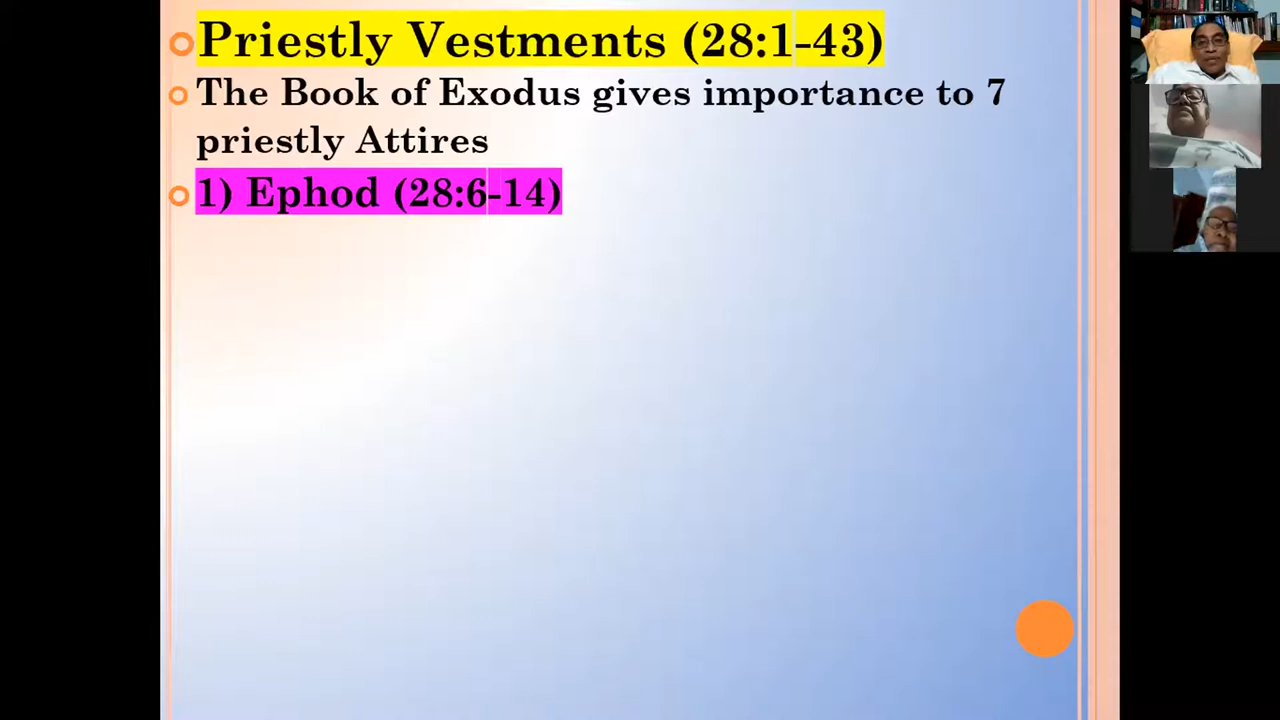 Priestly Vestments (28:1-43)
The Book of Exodus gives importance to 7
priestly Attires
1) Ephod (28:6-14)